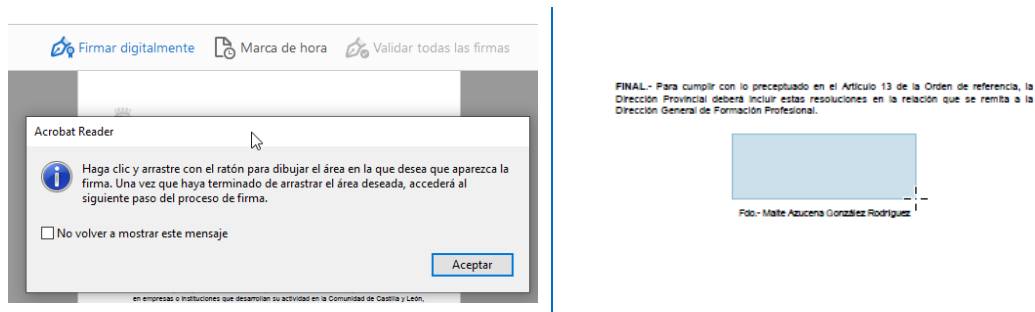 Firmar digitalmente
Marca de hora
Validar todas las firmas
Acrobat Reader
Haga clic y arrastre con el ratón para dibujar el área en la que desea que aparezca la
firma. Una vez que haya terminado de arrastrar el área deseada, accederá al
siguiente paso del proceso de firma.
No volver a mostrar este mensaje
Aceptar
en empresas o instituciones que desarrollan su actividad en la Comunidad de Castilla y León,
FINAL.- Para cumplir con lo preceptuado en el Artículo 13 de la Orden de referencia, la
Dirección Provincial deberá incluir estas resoluciones en la relación que se remita a la
Dirección General de Formación Profesional.
Fdo.- Maite Azucena González Rodríguez